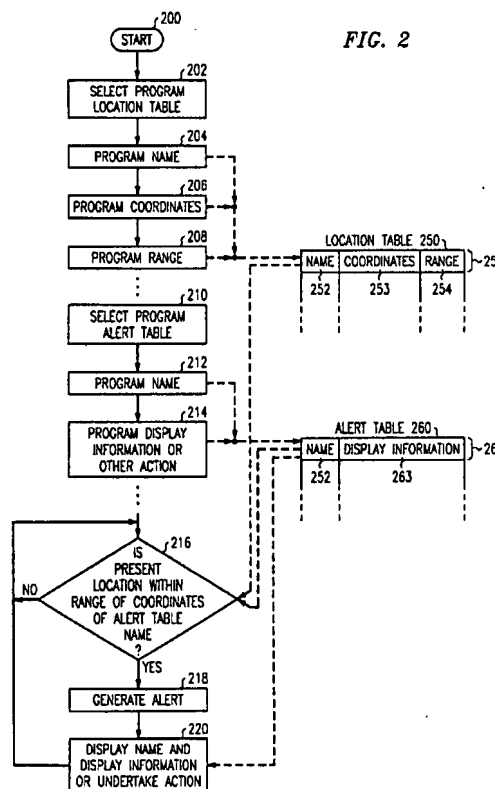 200
START
FIG. 2
202
SELECT PROGRAM
LOCATION TABLE
204
PROGRAM NAME
206
PROGRAM COORDINATES
208
PROGRAM RANGE
LOCATION TABLE 250
NAME COORDINATES RANGE
25
252 253 254
210
SELECT PROGRAM
ALERT TABLE
212
PROGRAM NAME
214
PROGRAM DISPLAY
INFORMATION OR
OTHER ACTION
ALERT TABLE 260
NAME DISPLAY INFORMATION
26
252 263
216
IS
PRESENT
LOCATION WITHIN
RANGE OF COORDINATES
OF ALERT TABLE
NAME
?
NO
YES
218
GENERATE ALERT
220
DISPLAY NAME AND
DISPLAY INFORMATION
OR UNDERTAKE ACTION